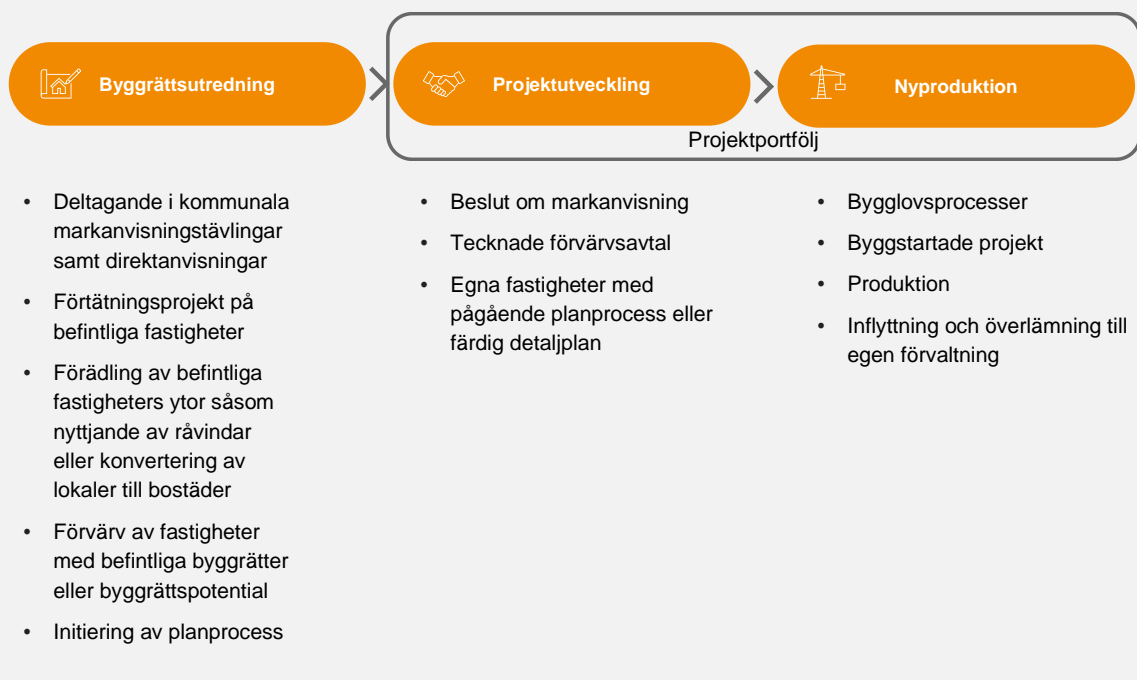 Byggrättsutredning
Projektutveckling
Nyproduktion
Projektportfölj
• Deltagande i kommunala
markanvisningstävlingar
samt direktanvisningar
• Förtätningsprojekt på
befintliga fastigheter
• Förädling av befintliga
fastigheters ytor såsom
nyttjande av råvindar
eller konvertering av
lokaler till bostäder
• Förvärv av fastigheter
med befintliga byggrätter
eller byggrättspotential
• Initiering av planprocess
• Beslut om markanvisning
• Tecknade förvärvsavtal
• Egna fastigheter med
pågående planprocess eller
färdig detaljplan
• Bygglovsprocesser
• Byggstartade projekt
• Produktion
• Inflyttning och överlämning till
egen förvaltning